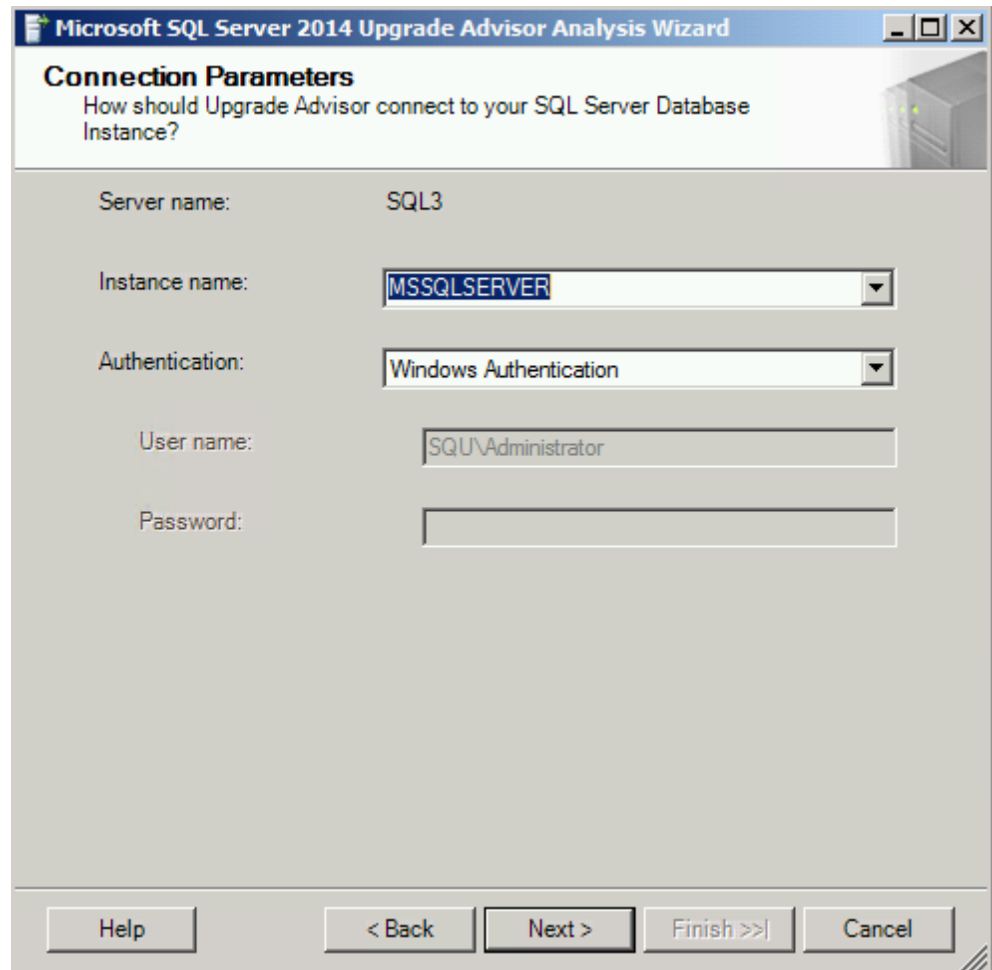 Microsoft SQL Server 2014 Upgrade Advisor Analysis Wizard
Connection Parameters
How should Upgrade Advisor connect to your SQL Server Database
Instance?
Server name: SQL3
Instance name: MSSQLSERVER
Authentication: Windows Authentication
User name: SQU\Administrator
Password:
Help < Back Next > Finish >>| Cancel